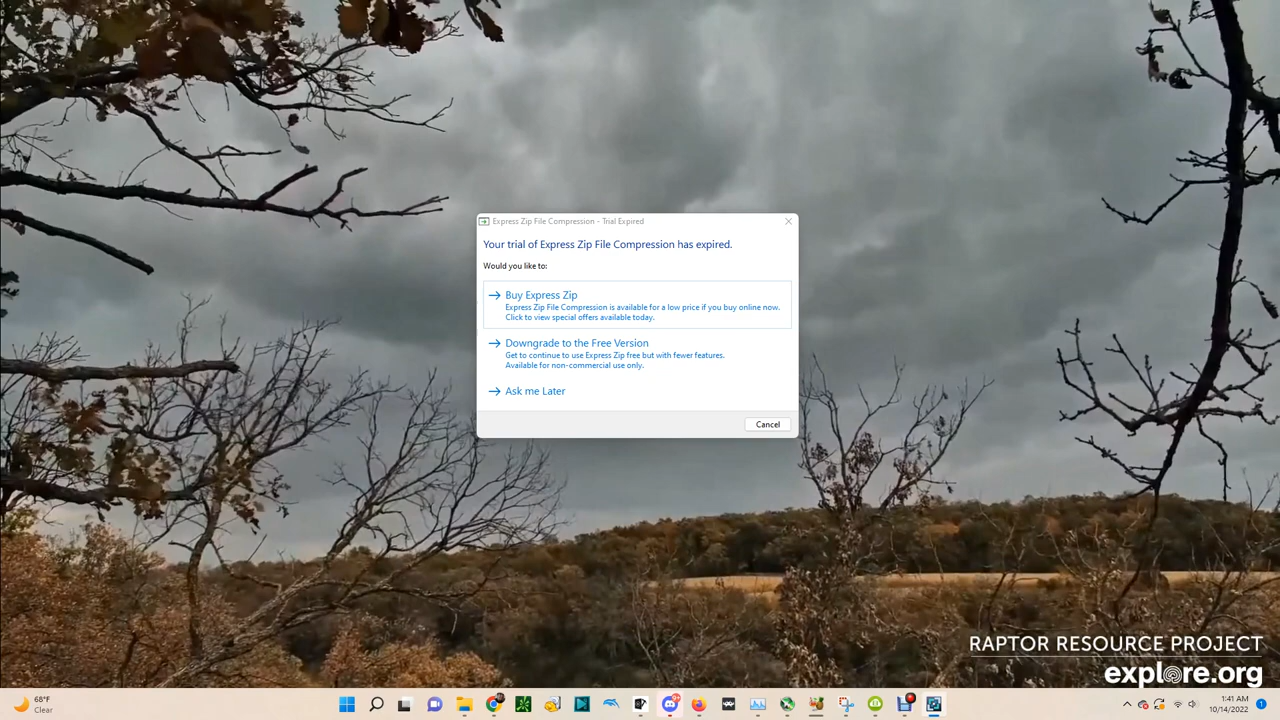 Express Zip File Compression - Trial Expired
Your trial of Express Zip File Compression has expired.
Would you like to:
Buy Express Zip
Express Zip File Compression is available for a low price if you buy online now.
Click to view special offers available today.
Downgrade to the Free Version
Get to continue to use Express Zip free but with fewer features.
Available for non-commercial use only.
Ask me Later
Cancel
RAPTOR RESOURCE PROJECT
explore.org
68°F
Clear
9+
1:41 AM
10/14/2022
1